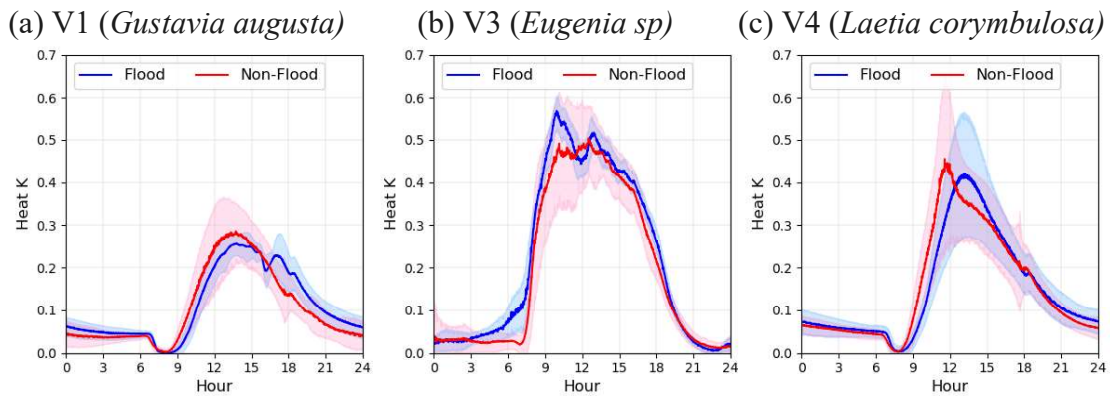 (a) V1 (Gustavia augusta) (b) V3 (Eugenia sp) (c) V4 (Laetia corymbulosa)
Flood Non-Flood
Flood Non-Flood
Flood Non-Flood
Heat K
0.7
0.6
0.5
0.4
0.3
0.2
0.1
0.0
0 3 6 9 12 15 18 21 24
Hour
Heat K
0.7
0.6
0.5
0.4
0.3
0.2
0.1
0.0
0 3 6 9 12 15 18 21 24
Hour
Heat K
0.7
0.6
0.5
0.4
0.3
0.2
0.1
0.0
0 3 6 9 12 15 18 21 24
Hour